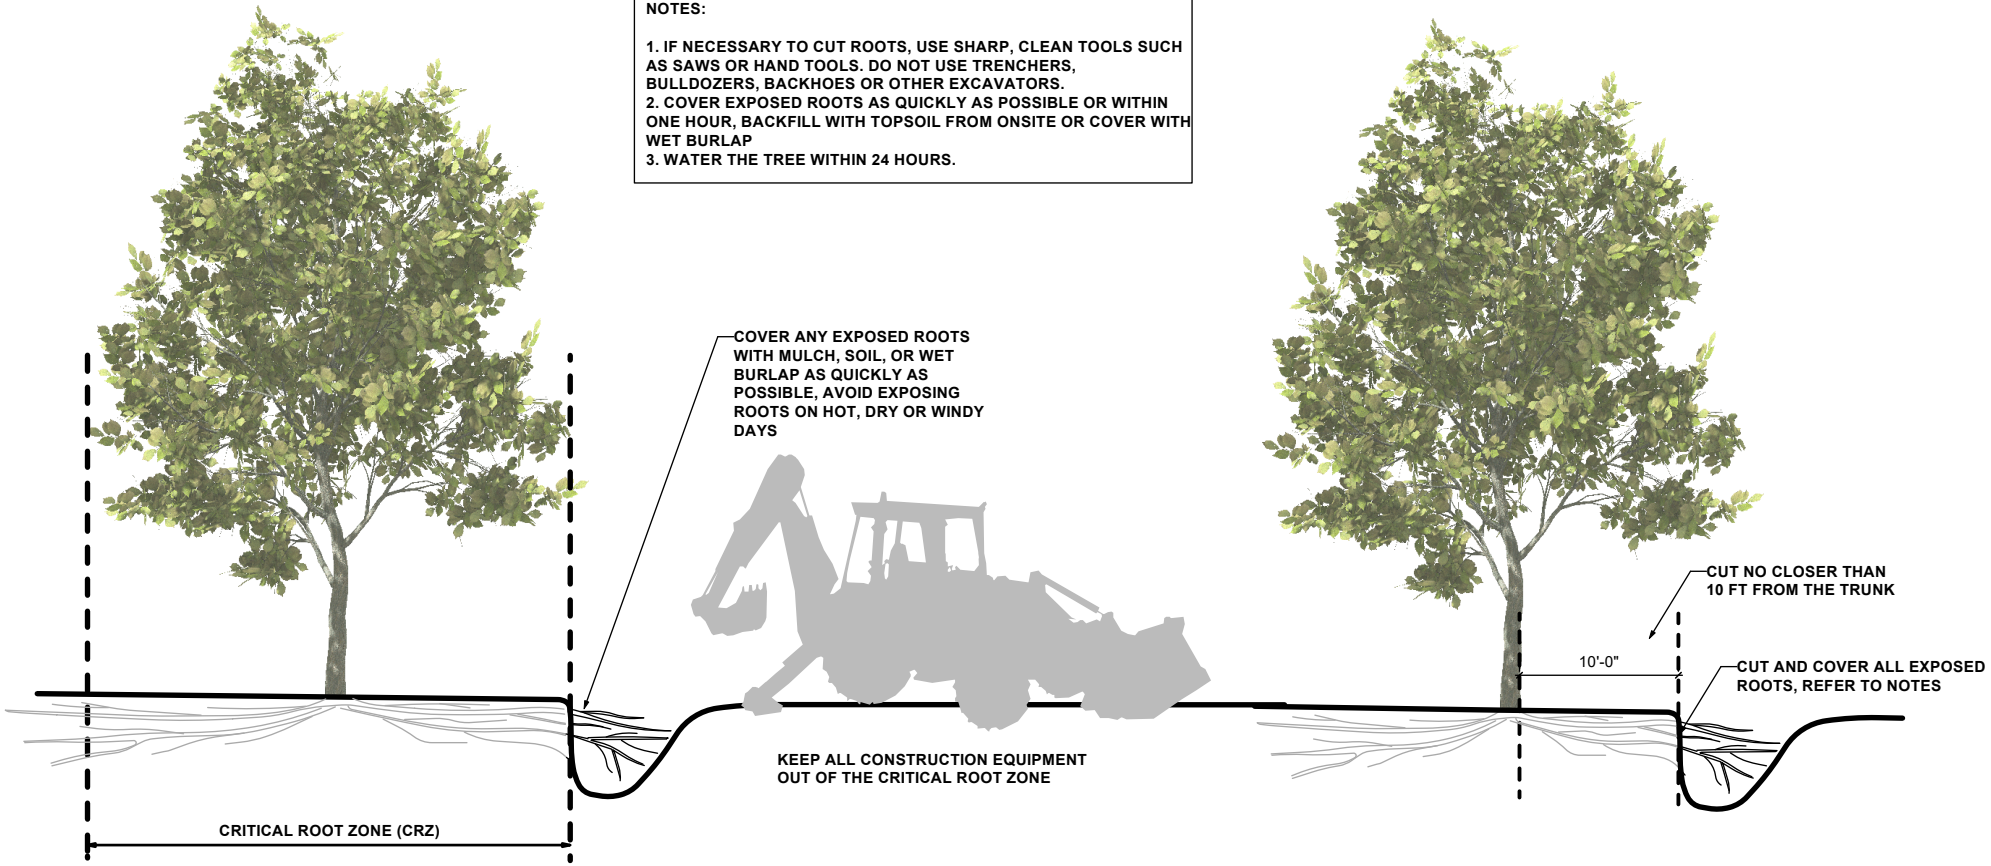 NOTES:
1. IF NECESSARY TO CUT ROOTS, USE SHARP, CLEAN TOOLS SUCH
AS SAWS OR HAND TOOLS. DO NOT USE TRENCHERS,
BULLDOZERS, BACKHOES OR OTHER EXCAVATORS.
2. COVER EXPOSED ROOTS AS QUICKLY AS POSSIBLE OR WITHIN
ONE HOUR, BACKFILL WITH TOPSOIL FROM ONSITE OR COVER WITH
WET BURLAP
3. WATER THE TREE WITHIN 24 HOURS.
COVER ANY EXPOSED ROOTS
WITH MULCH, SOIL, OR WET
BURLAP AS QUICKLY AS
POSSIBLE, AVOID EXPOSING
ROOTS ON HOT, DRY OR WINDY
DAYS
CUT NO CLOSER THAN
10 FT FROM THE TRUNK
10'-0"
CUT AND COVER ALL EXPOSED
ROOTS, REFER TO NOTES
KEEP ALL CONSTRUCTION EQUIPMENT
OUT OF THE CRITICAL ROOT ZONE
CRITICAL ROOT ZONE (CRZ)